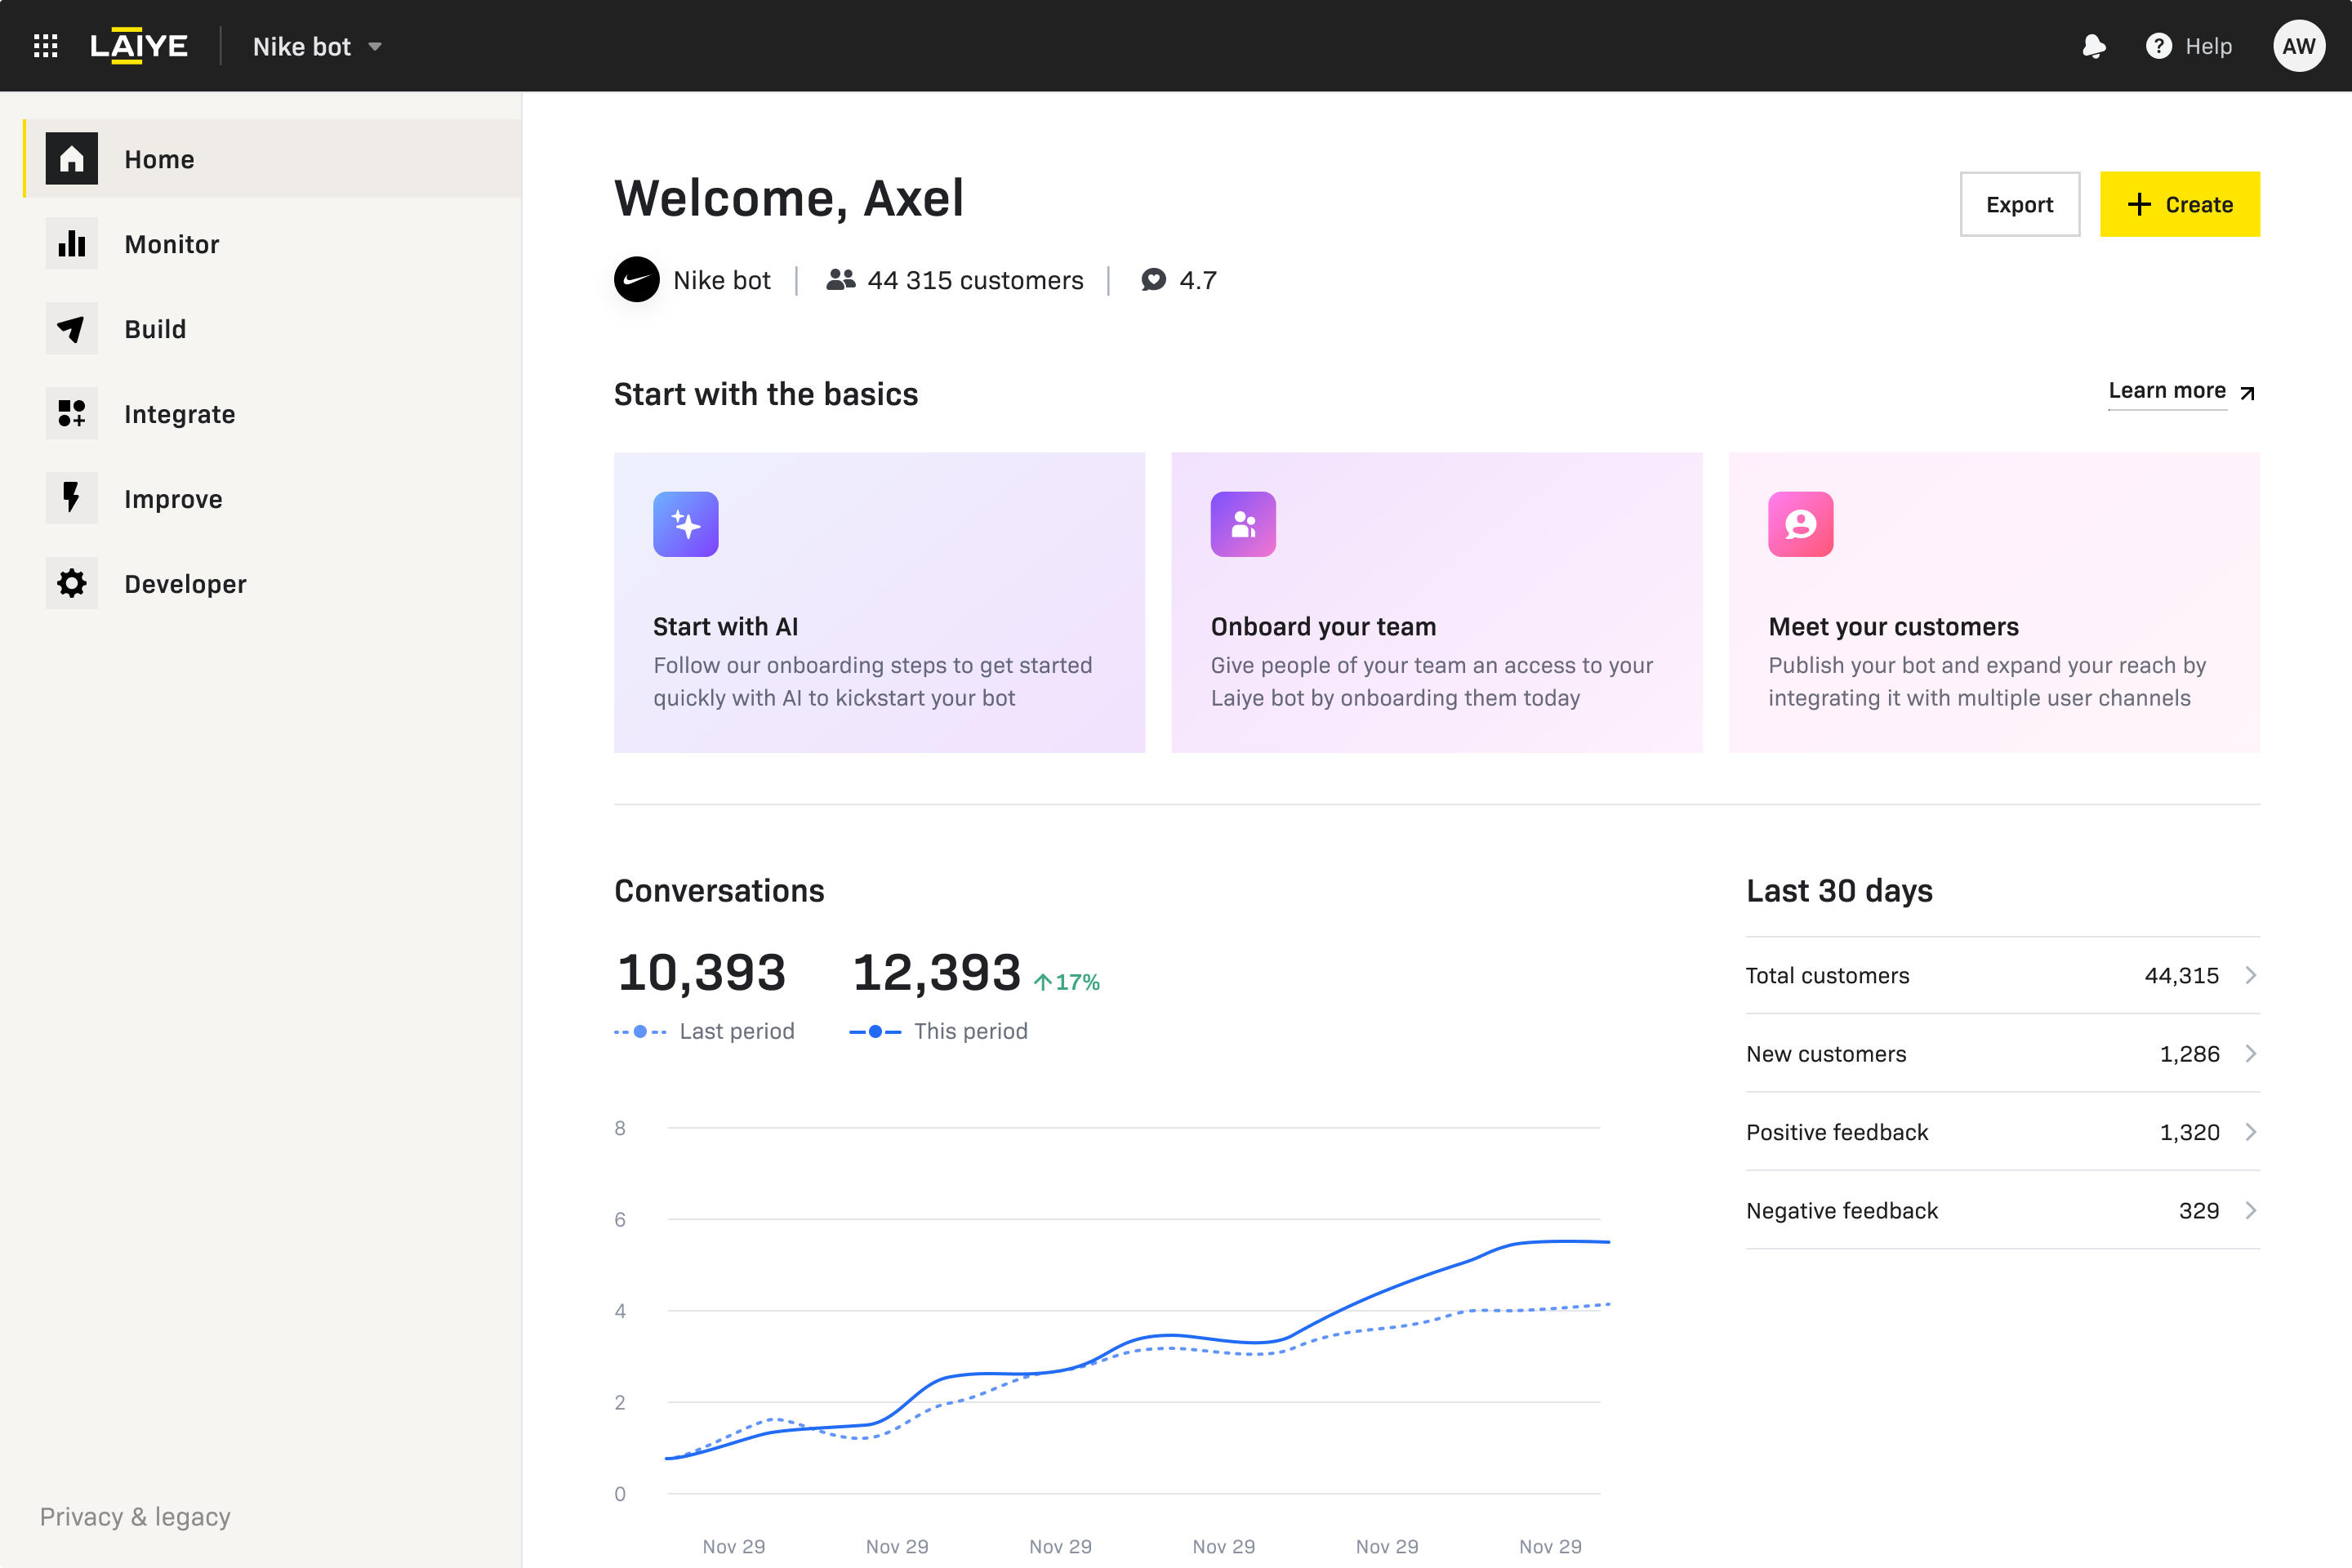 LAIYE
Nike bot
? Help
AW
Home
Monitor
Build
Integrate
Improve
Developer
Privacy & legacy
Welcome, Axel
Export
+ Create
Nike bot | 44 315 customers | 4.7
Start with the basics
Learn more
Start with AI
Follow our onboarding steps to get started
quickly with AI to kickstart your bot
Onboard your team
Give people of your team an access to your
Laiye bot by onboarding them today
Meet your customers
Publish your bot and expand your reach by
integrating it with multiple user channels
Conversations
10,393
Last period
12,393 ↑17%
This period
8
6
4
2
0
Nov 29 Nov 29 Nov 29 Nov 29 Nov 29 Nov 29
Last 30 days
Total customers 44,315
New customers 1,286
Positive feedback 1,320
Negative feedback 329